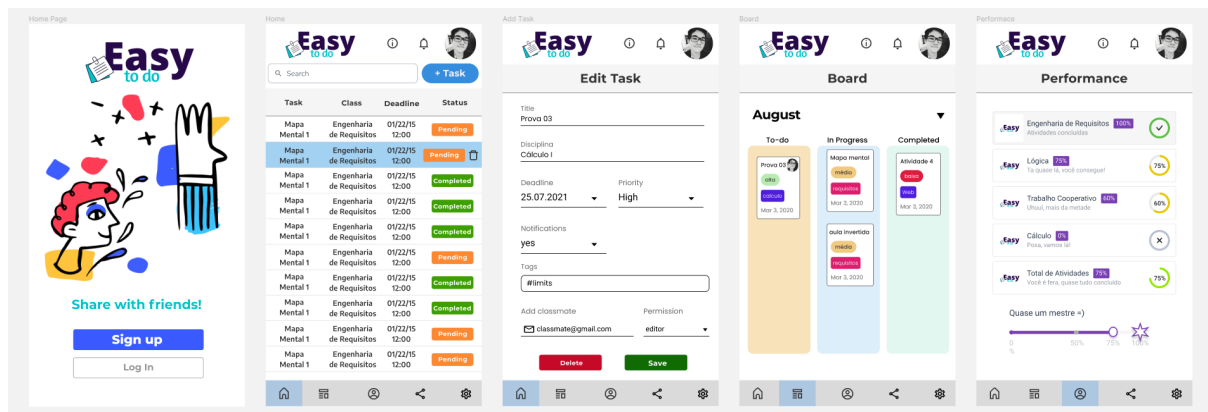 Home Page
Easy
to do
Share with friends!
Sign up
Log In
Home
Easy
to do
Search
+ Task
Task Class Deadline Status
Mapa Mental 1 Engenharia de Requisitos 01/22/15 12:00 Pending
Mapa Mental 1 Engenharia de Requisitos 01/22/15 12:00 Pending
Mapa Mental 1 Engenharia de Requisitos 01/22/15 12:00 Completed
Mapa Mental 1 Engenharia de Requisitos 01/22/15 12:00 Completed
Mapa Mental 1 Engenharia de Requisitos 01/22/15 12:00 Completed
Mapa Mental 1 Engenharia de Requisitos 01/22/15 12:00 Pending
Mapa Mental 1 Engenharia de Requisitos 01/22/15 12:00 Completed
Mapa Mental 1 Engenharia de Requisitos 01/22/15 12:00 Completed
Mapa Mental 1 Engenharia de Requisitos 01/22/15 12:00 Pending
Mapa Mental 1 Engenharia de Requisitos 01/22/15 12:00 Pending
Add Task
Easy
to do
Edit Task
Title
Prova 03
Disciplina
Cálculo I
Deadline Priority
25.07.2021 High
Notifications
yes
Tags
#limits
Add classmate Permission
classmate@gmail.com editor
Delete Save
Board
Easy
to do
Board
August
To-do In Progress Completed
Prova 03
alta
calculo
Mar 3, 2020
Mapa mental
médio
requisitos
Mar 3, 2020
aula invertida
médio
requisitos
Mar 3, 2020
Atividade 4
baixa
Web
Mar 3, 2020
Performace
Easy
to do
Performance
Easy
Engenharia de Requisitos 100%
Atividades concluídas
Easy
Lógica 75%
Ta quase lá, você consegue!
75%
Easy
Trabalho Cooperativo 60%
Uhuul, mais da metade
60%
Easy
Cálculo 0%
Poxa, vamos lá!
Easy
Total de Atividades 75%
Você é fera, quase tudo concluído
75%
Quase um mestre =)
0 % 50% 75% 100%